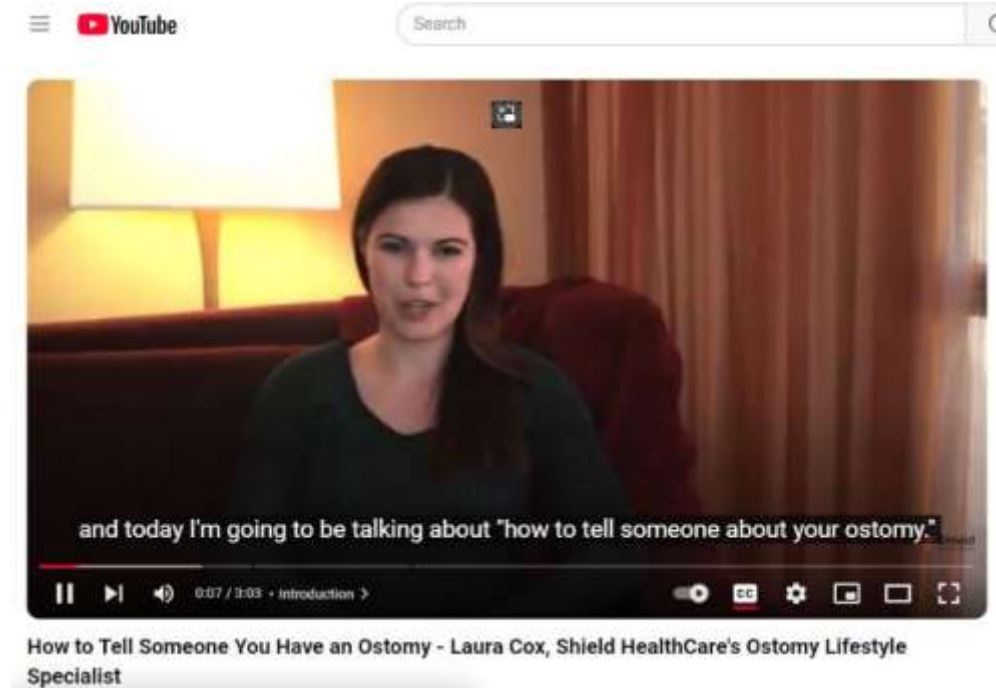 YouTube
Search
and today I'm going to be talking about "how to tell someone about your ostomy."
0:07 / 3:03 • Introduction >
CC
How to Tell Someone You Have an Ostomy - Laura Cox, Shield HealthCare's Ostomy Lifestyle
Specialist